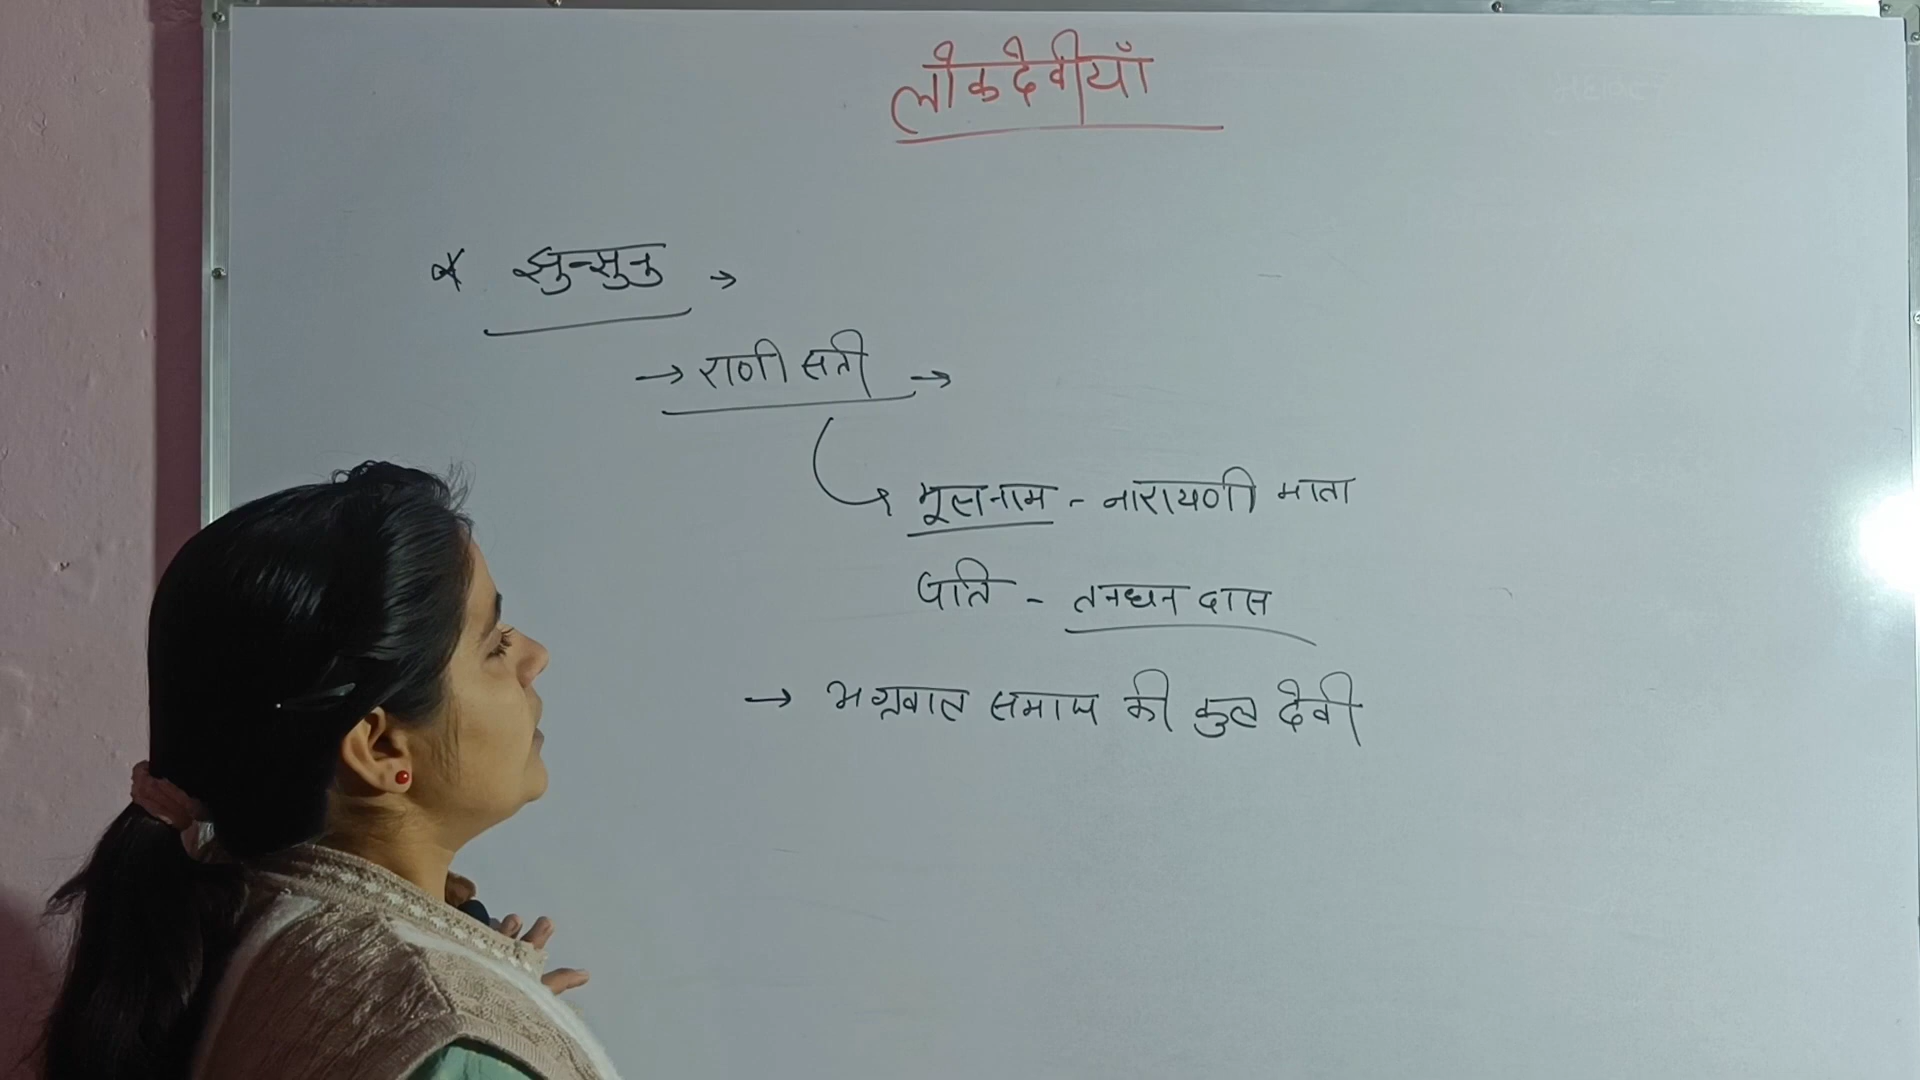 लोकदेवीयाँ
* झुन्झुनु →
→ राणी सती →
मूलनाम - नारायणी माता
पति - तनधन दास
→ अग्रवाल समाज की कुल देवी